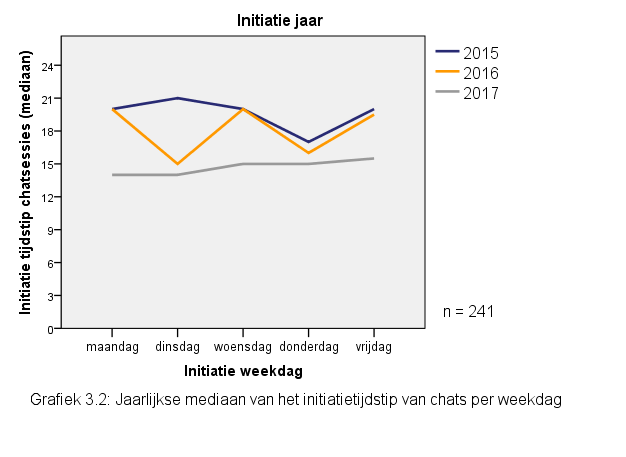 Initiatie jaar
2015
2016
2017
Initiatie tijdstip chatsessies (mediaan)
24
21
18
15
12
9
6
3
0
n = 241
maandag dinsdag woensdag donderdag vrijdag
Initiatie weekdag
Grafiek 3.2: Jaarlijkse mediaan van het initiatietijdstip van chats per weekdag